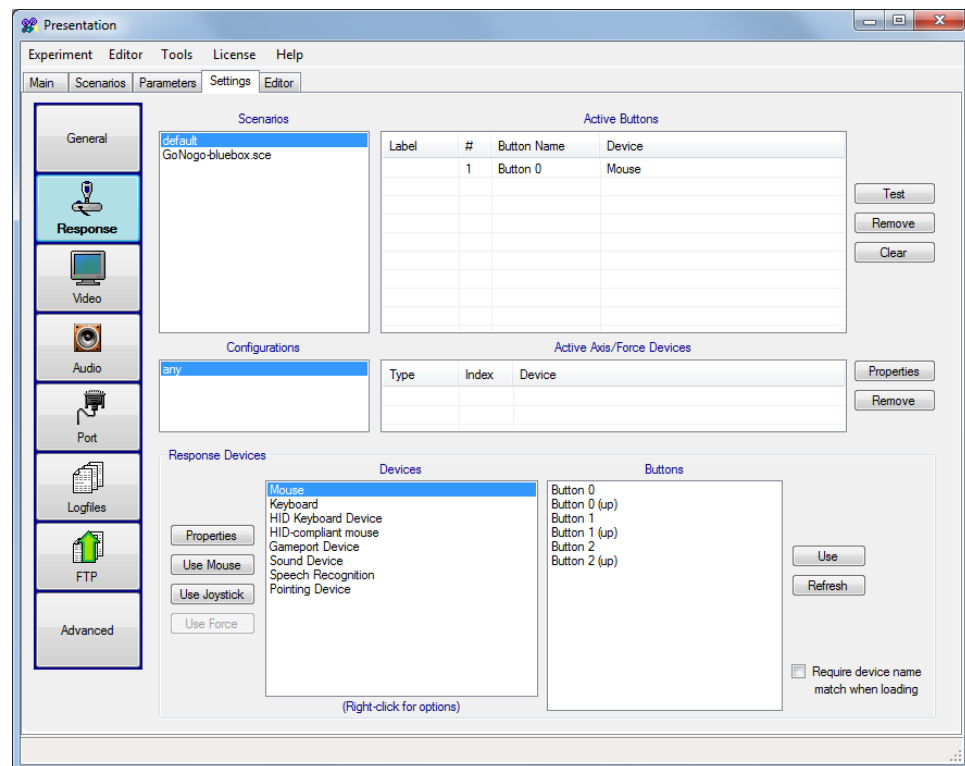 Presentation
Experiment Editor Tools License Help
Main Scenarios Parameters Settings Editor
General
Response
Video
Audio
Port
Logfiles
FTP
Advanced
Scenarios
default
GoNogo-bluebox.sce
Active Buttons
Label # Button Name Device
1 Button 0 Mouse
Test
Remove
Clear
Configurations
any
Active Axis/Force Devices
Type Index Device
Properties
Remove
Response Devices
Properties
Use Mouse
Use Joystick
Use Force
Devices
Mouse
Keyboard
HID Keyboard Device
HID-compliant mouse
Gameport Device
Sound Device
Speech Recognition
Pointing Device
(Right-click for options)
Buttons
Button 0
Button 0 (up)
Button 1
Button 1 (up)
Button 2
Button 2 (up)
Use
Refresh
Require device name
match when loading